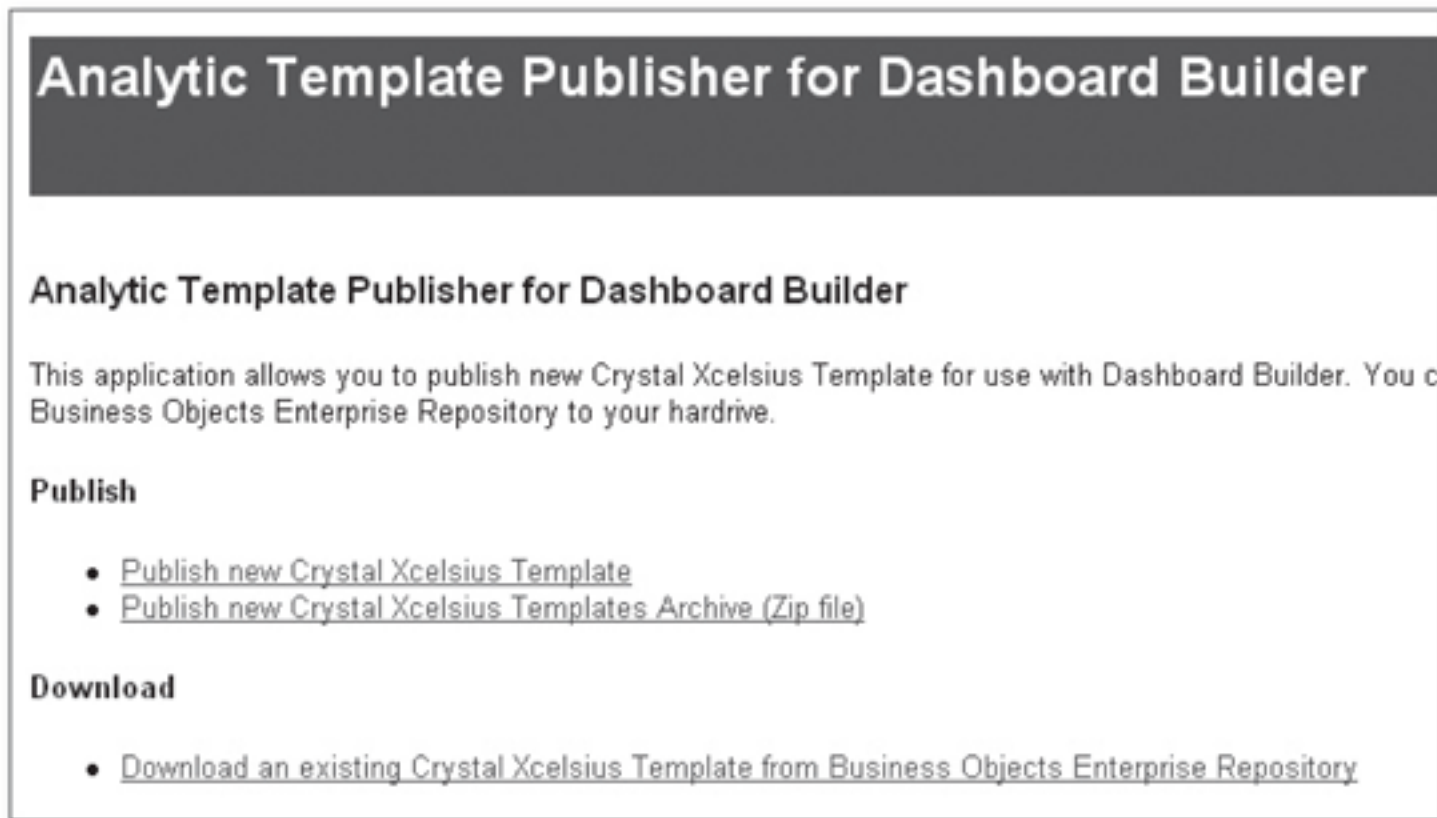 Analytic Template Publisher for Dashboard Builder
Analytic Template Publisher for Dashboard Builder
This application allows you to publish new Crystal Xcelsius Template for use with Dashboard Builder. You
Business Objects Enterprise Repository to your hardrive.
Publish
• Publish new Crystal Xcelsius Template
• Publish new Crystal Xcelsius Templates Archive (Zip file)
Download
• Download an existing Crystal Xcelsius Template from Business Objects Enterprise Repository